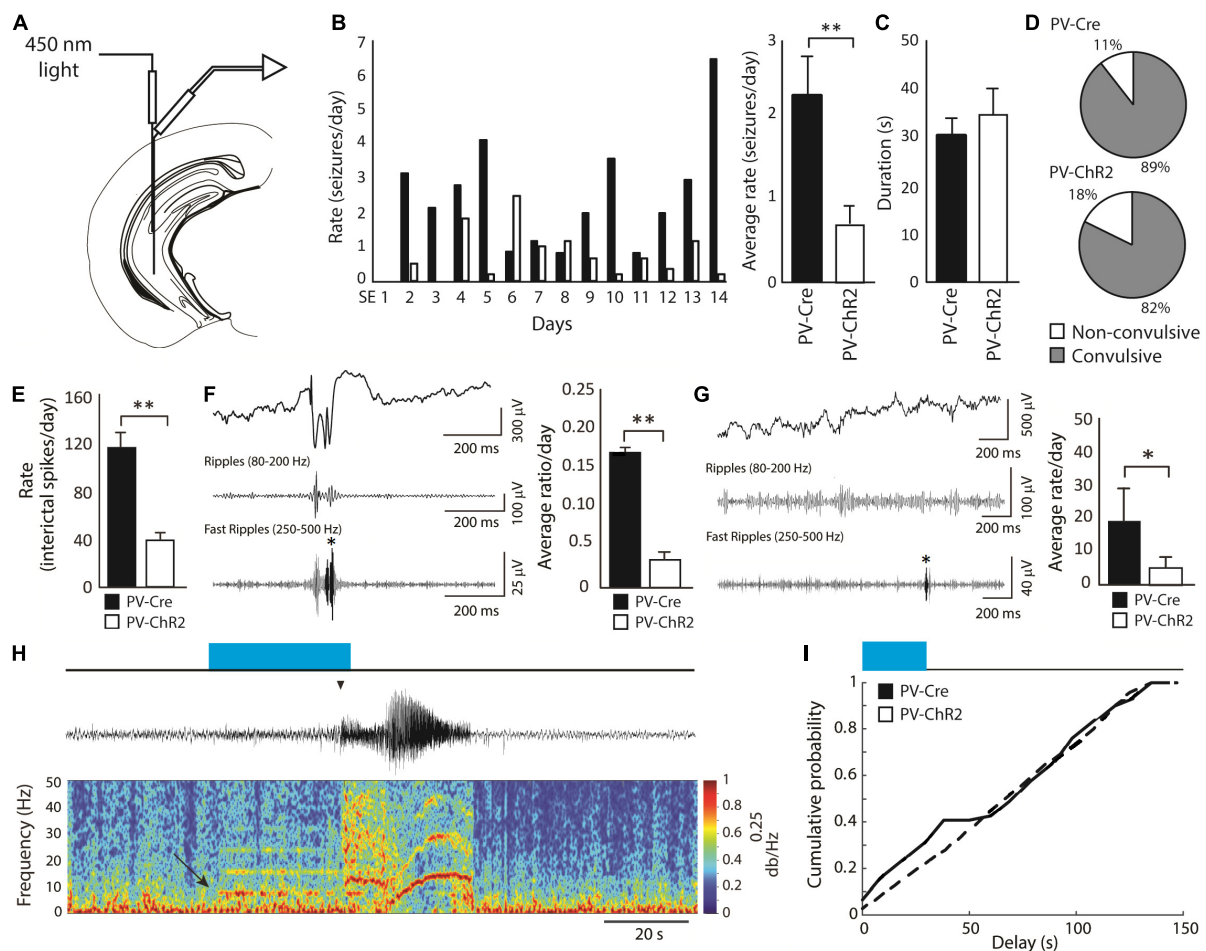 A
450 nm
light
B
Rate (seizures/day)
7
6
5
4
3
2
1
0
SE 1 2 3 4 5 6 7 8 9 10 11 12 13 14
Days
Average rate (seizures/day)
3
2
1
0
**
PV-Cre
PV-ChR2
C
Duration (s)
50
40
30
20
10
0
PV-Cre
PV-ChR2
D
PV-Cre
11%
89%
PV-ChR2
18%
82%
Non-convulsive
Convulsive
E
Rate
(interictal spikes/day)
160
120
80
40
0
**
PV-Cre
PV-ChR2
F
300 µV
200 ms
Ripples (80-200 Hz)
100 µV
200 ms
Fast Ripples (250-500 Hz)
*
25 µV
200 ms
Average ratio/day
0.25
0.20
0.15
0.10
0.5
0
**
PV-Cre
PV-ChR2
G
500 µV
200 ms
Ripples (80-200 Hz)
100 µV
200 ms
Fast Ripples (250-500 Hz)
*
40 µV
200 ms
Average rate/day
50
40
30
20
10
0
*
PV-Cre
PV-ChR2
H
Frequency (Hz)
50
40
30
20
10
0
1
0.8
0.6
0.4
0.2
0
0.25
db/Hz
20 s
I
PV-Cre
PV-ChR2
Cumulative probability
1
0.8
0.6
0.4
0.2
0
0 50 100 150
Delay (s)